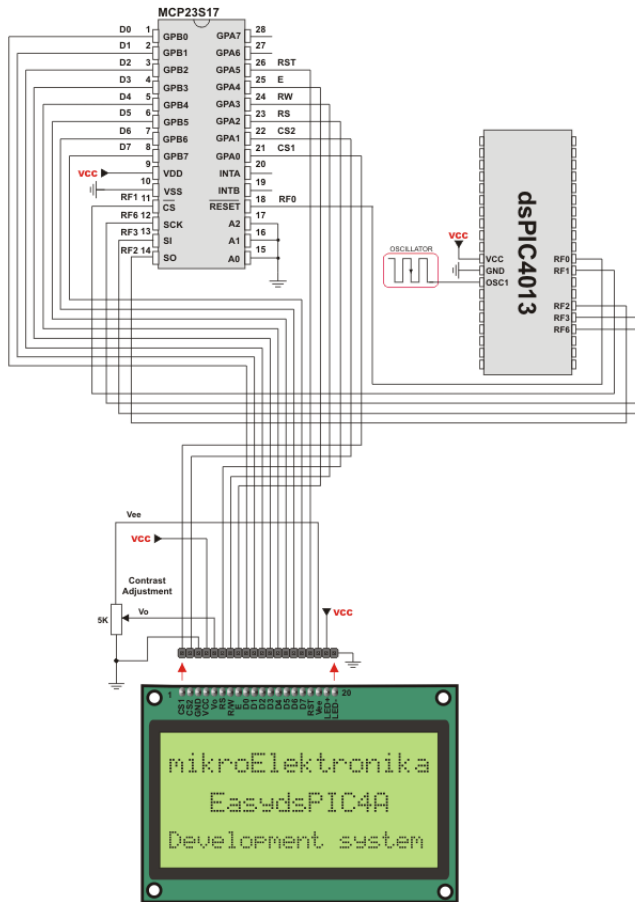 MCP23S17
D0 1 GPB0 GPA7 28
D1 2 GPB1 GPA6 27
D2 3 GPB2 GPA5 26 RST
D3 4 GPB3 GPA4 25 E
D4 5 GPB4 GPA3 24 RW
D5 6 GPB5 GPA2 23 RS
D6 7 GPB6 GPA1 22 CS2
D7 8 GPB7 GPA0 21 CS1
vcc 9 VDD INTA 20
10 VSS INTB 19
RF1 11 CS RESET 18 RF0
RF6 12 SCK A2 17
RF3 13 SI A1 16
RF2 14 SO A0 15
dsPIC4013
vcc
OSCILLATOR
VCC RF0
GND RF1
OSC1
RF2
RF3
RF6
Vee
vcc
Contrast
Adjustment
5K
Vo
vcc
1 CS1 CS2 GND VCC Vo RS R/W E D0 D1 D2 D3 D4 D5 D6 D7 RST Vee LED+ LED- 20
mikroElektronika
EasydsPIC4A
Development system